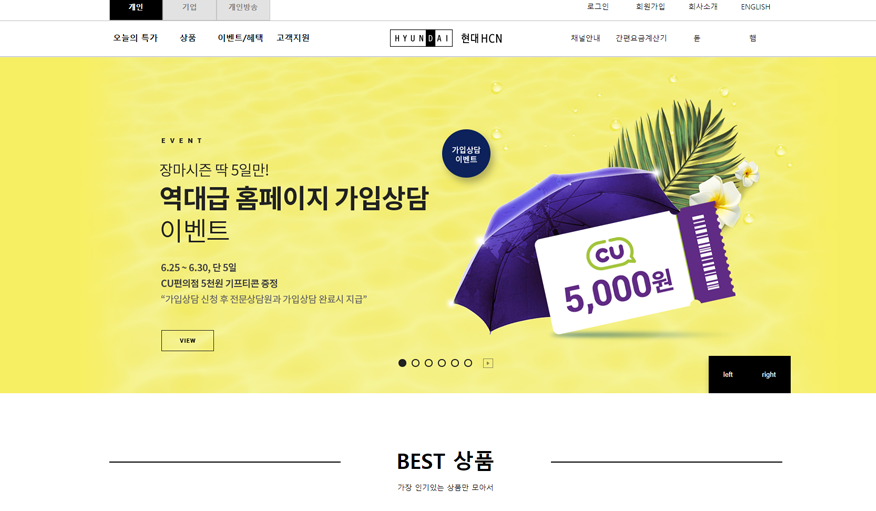 개인
기업
개인방송
로그인
회원가입
회사소개
ENGLISH
오늘의 특가
상품
이벤트/혜택
고객지원
HYUNDAI
현대HCN
채널안내
간편요금계산기
돋
햄
EVENT
장마시즌 딱 5일만!
역대급 홈페이지 가입상담
이벤트
6.25 ~ 6.30, 단 5일
CU편의점 5천원 기프티콘 증정
“가입상담 신청 후 전문상담원과 가입상담 완료시 지급”
VIEW
가입상담
이벤트
CU
5,000원
left
right
BEST 상품
가장 인기있는 상품만 모아서